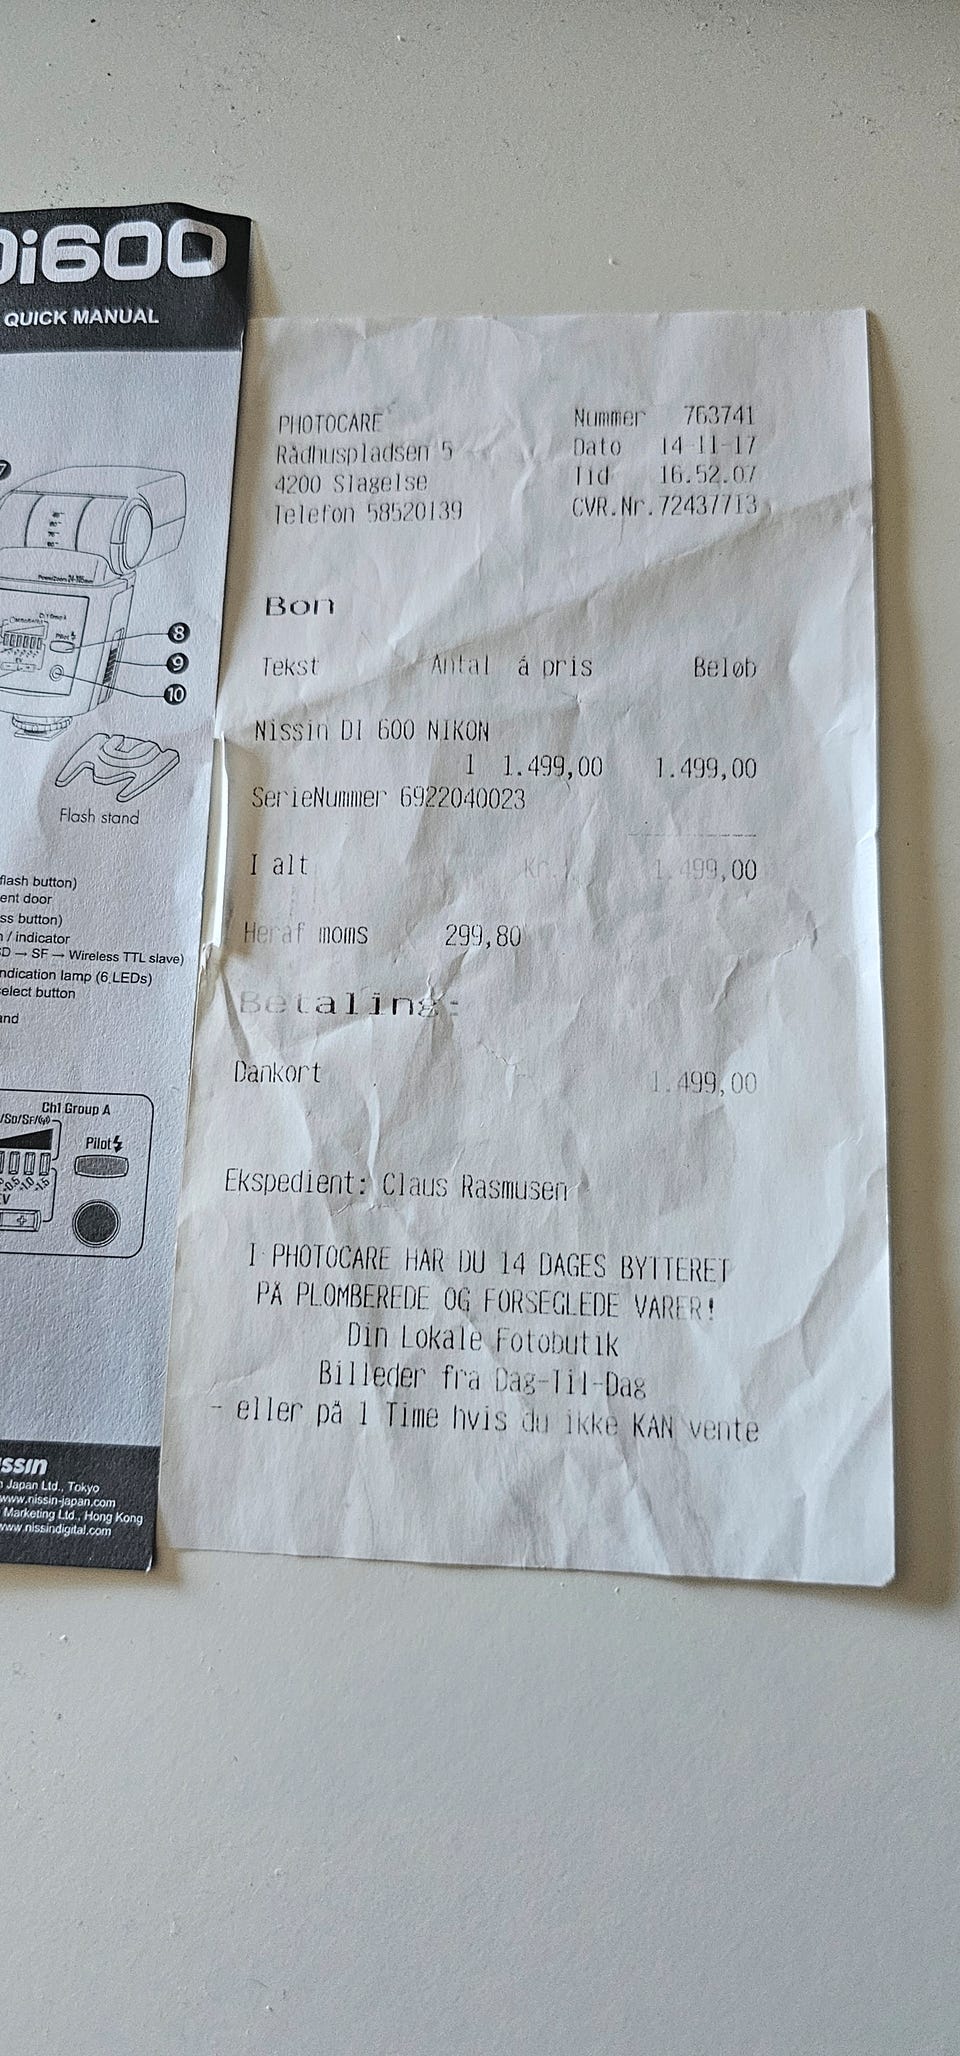 Di600
QUICK MANUAL
8
9
10
Flash stand
flash button)
ent door
ss button)
n / indicator
SD → SF → Wireless TTL slave)
ndication lamp (6 LEDs)
select button
and
Ch1 Group A
Pilot
EV
ssin
n Japan Ltd., Tokyo
www.nissin-japan.com
Marketing Ltd., Hong Kong
www.nissindigital.com
PHOTOCARE Nummer 763741
Rådhuspladsen 5 Dato 14-11-17
4200 Slagelse Tid 16.52.07
Telefon 58520139 CVR.Nr.72437713
Bon
Tekst Antal á pris Beløb
Nissin DI 600 NIKON
1 1.499,00 1.499,00
SerieNummer 6922040023
I alt Kr. 1.499,00
Heraf moms 299,80
Betaling:
Dankort 1.499,00
Ekspedient: Claus Rasmusen
I PHOTOCARE HAR DU 14 DAGES BYTTERET
PÅ PLOMBEREDE OG FORSEGLEDE VARER!
Din Lokale Fotobutik
Billeder fra Dag-Til-Dag
- eller på 1 Time hvis du ikke KAN vente